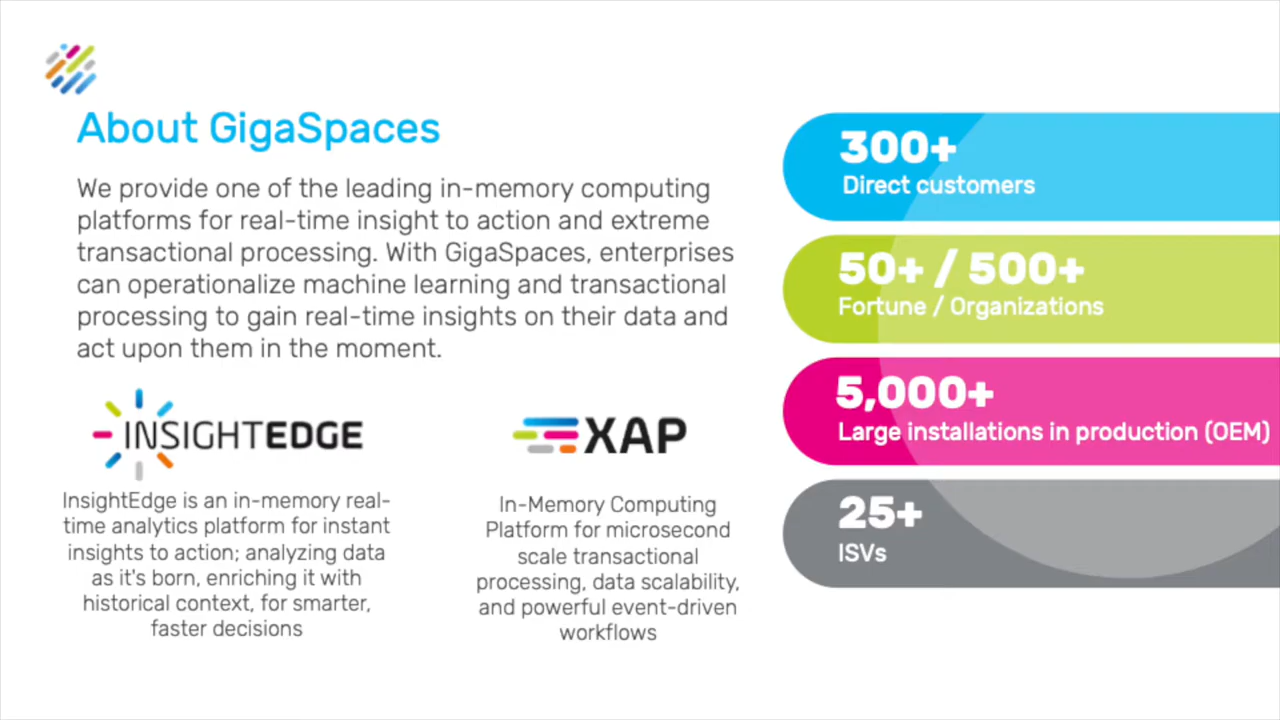 About GigaSpaces
We provide one of the leading in-memory computing
platforms for real-time insight to action and extreme
transactional processing. With GigaSpaces, enterprises
can operationalize machine learning and transactional
processing to gain real-time insights on their data and
act upon them in the moment.
INSIGHTEDGE
InsightEdge is an in-memory real-
time analytics platform for instant
insights to action; analyzing data
as it's born, enriching it with
historical context, for smarter,
faster decisions
XAP
In-Memory Computing
Platform for microsecond
scale transactional
processing, data scalability,
and powerful event-driven
workflows
300+
Direct customers
50+ / 500+
Fortune / Organizations
5,000+
Large installations in production (OEM)
25+
ISVs